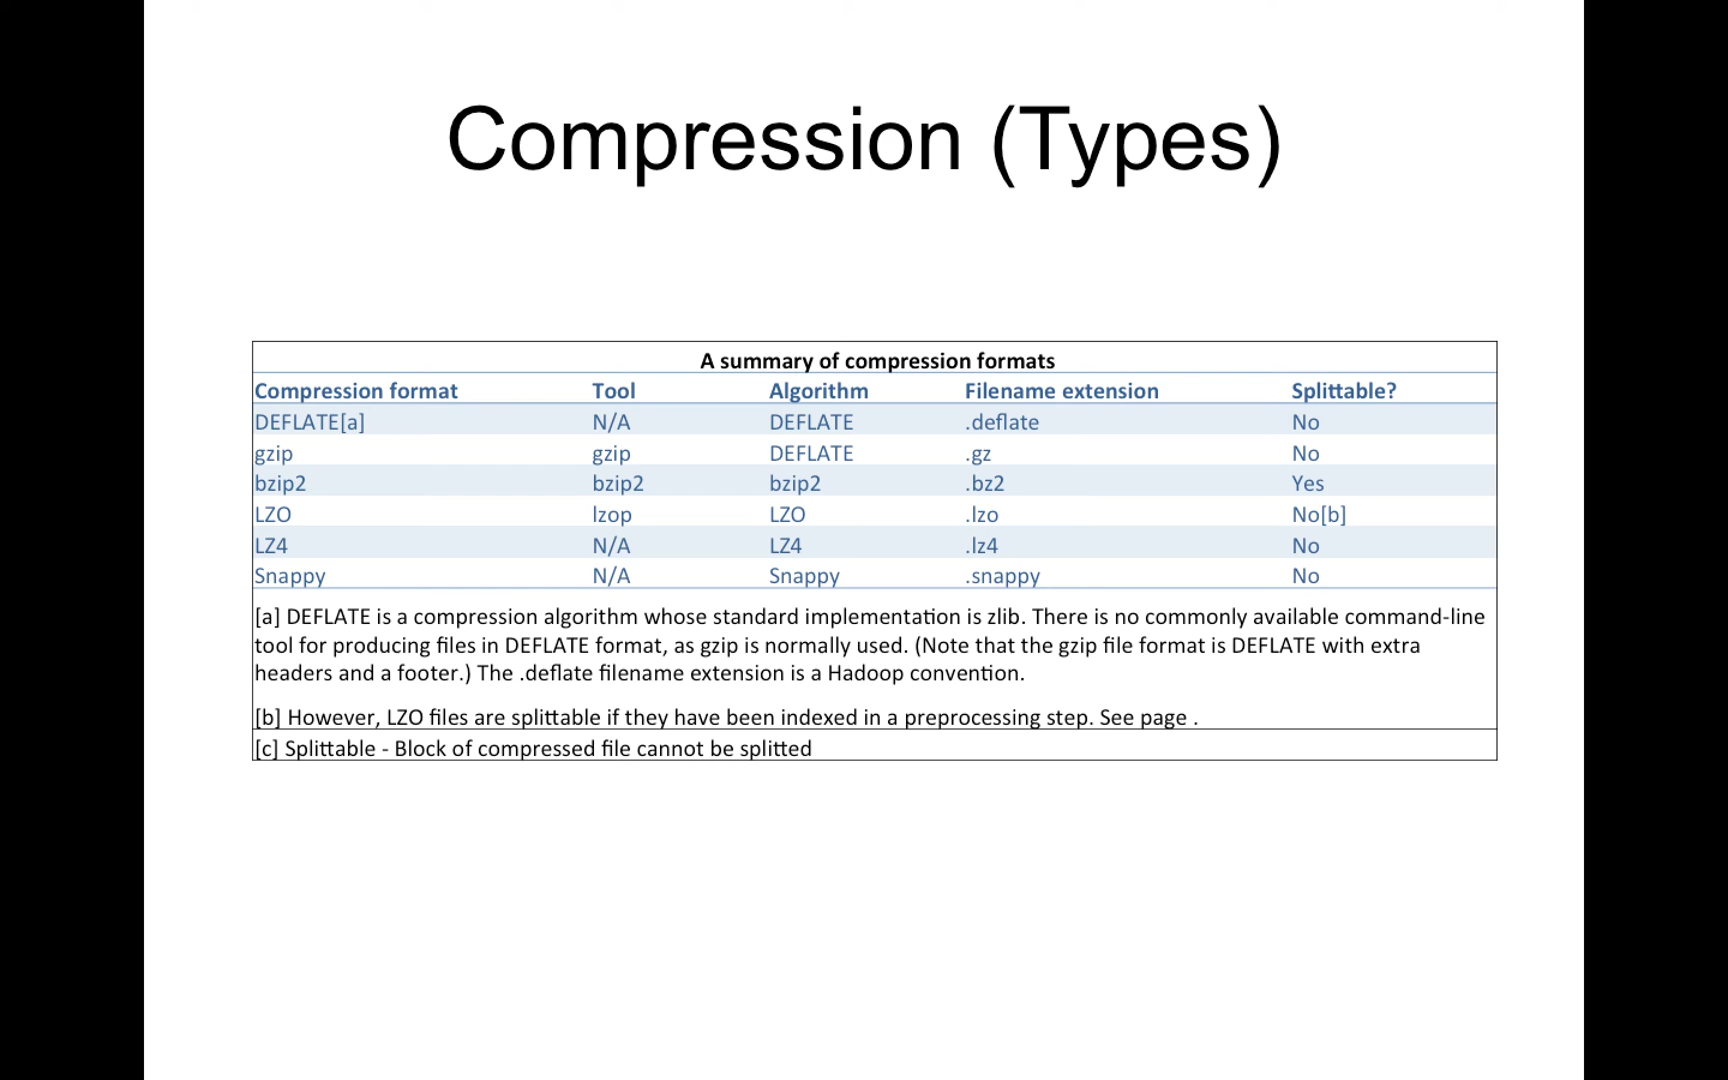 Compression (Types)
A summary of compression formats
Compression format Tool Algorithm Filename extension Splittable?
DEFLATE[a] N/A DEFLATE .deflate No
gzip gzip DEFLATE .gz No
bzip2 bzip2 bzip2 .bz2 Yes
LZO lzop LZO .lzo No[b]
LZ4 N/A LZ4 .lz4 No
Snappy N/A Snappy .snappy No
[a] DEFLATE is a compression algorithm whose standard implementation is zlib. There is no commonly available command-line
tool for producing files in DEFLATE format, as gzip is normally used. (Note that the gzip file format is DEFLATE with extra
headers and a footer.) The .deflate filename extension is a Hadoop convention.
[b] However, LZO files are splittable if they have been indexed in a preprocessing step. See page .
[c] Splittable - Block of compressed file cannot be splitted